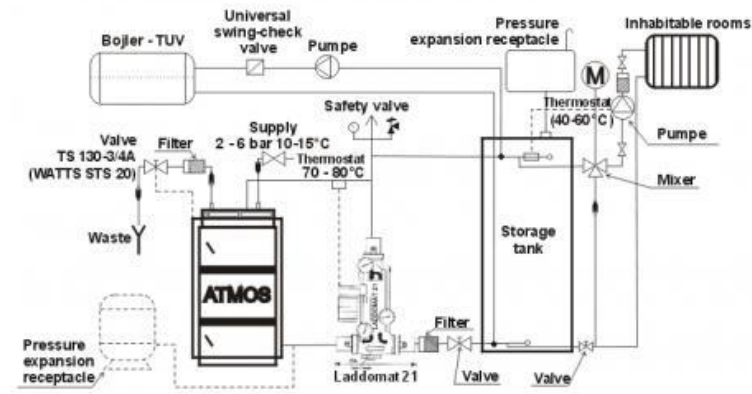 Bojler - TUV
Universal
swing-check
valve
Pumpe
Pressure
expansion receptacle
Inhabitable rooms
M
Safety valve
Thermostat
(40-60°C)
Pumpe
Mixer
Valve
TS 130-3/4A
(WATTS STS 20)
Filter
Supply
2 - 6 bar 10-15°C
Thermostat
70 - 80°C
Waste
ATMOS
LADDOMAT 21
Storage
tank
Pressure
expansion
receptacle
Filter
Laddomat 21
Valve
Valve